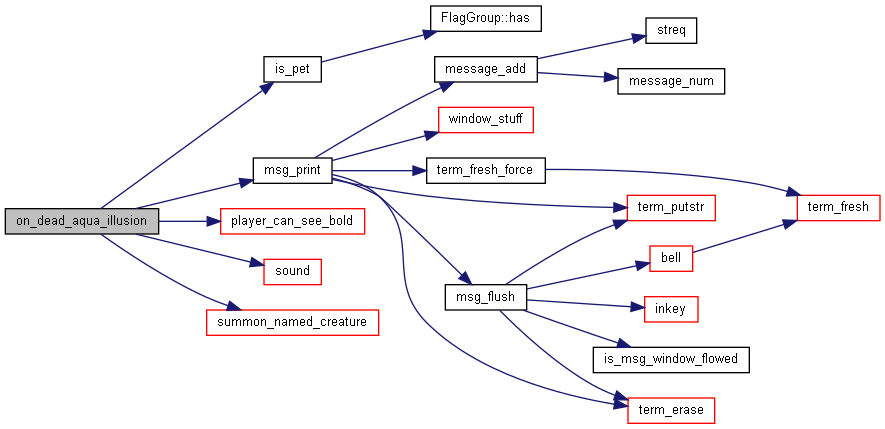 FlagGroup::has
streq
is_pet
message_add
message_num
window_stuff
msg_print
term_fresh_force
term_putstr
term_fresh
on_dead_aqua_illusion
player_can_see_bold
bell
sound
msg_flush
inkey
summon_named_creature
is_msg_window_flowed
term_erase